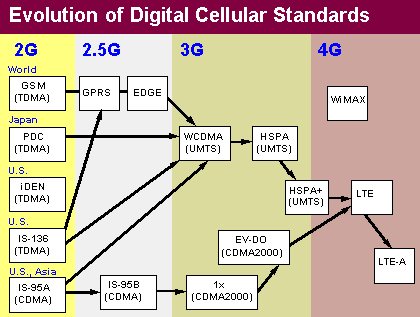 Evolution of Digital Cellular Standards
2G 2.5G 3G 4G
World
GSM
(TDMA)
GPRS
EDGE
WiMAX
Japan
PDC
(TDMA)
WCDMA
(UMTS)
HSPA
(UMTS)
U.S.
iDEN
(TDMA)
HSPA+
(UMTS)
LTE
U.S.
IS-136
(TDMA)
EV-DO
(CDMA2000)
LTE-A
U.S., Asia
IS-95A
(CDMA)
IS-95B
(CDMA)
1x
(CDMA2000)